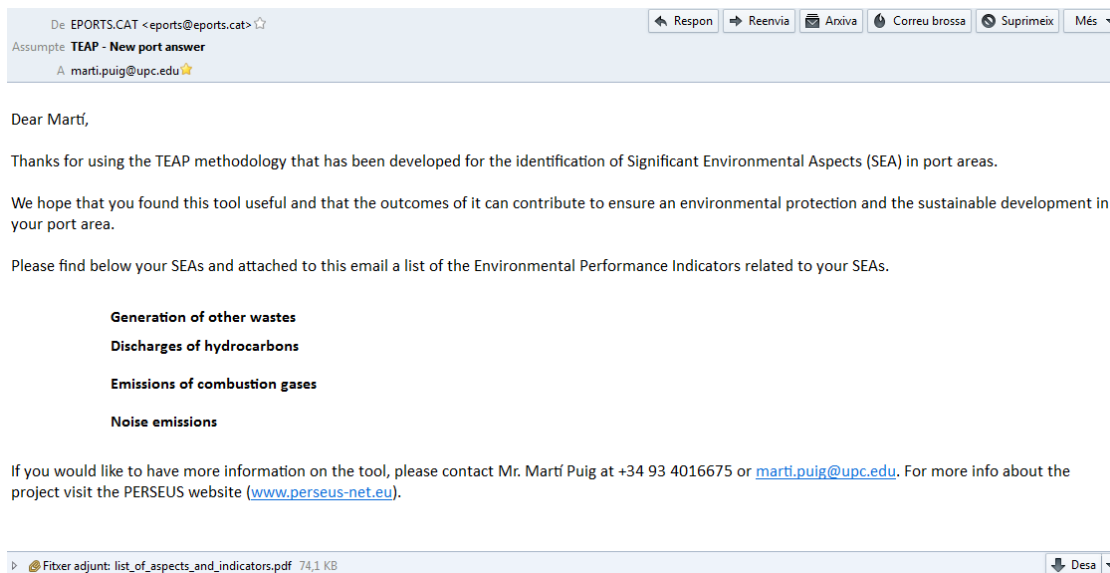 De EPORTS.CAT <eports@eports.cat>
Respon Reenvia Arxiva Correu brossa Suprimeix Més
Assumpte TEAP - New port answer
A marti.puig@upc.edu
Dear Martí,
Thanks for using the TEAP methodology that has been developed for the identification of Significant Environmental Aspects (SEA) in port areas.
We hope that you found this tool useful and that the outcomes of it can contribute to ensure an environmental protection and the sustainable development in
your port area.
Please find below your SEAs and attached to this email a list of the Environmental Performance Indicators related to your SEAs.
Generation of other wastes
Discharges of hydrocarbons
Emissions of combustion gases
Noise emissions
If you would like to have more information on the tool, please contact Mr. Martí Puig at +34 93 4016675 or marti.puig@upc.edu. For more info about the
project visit the PERSEUS website (www.perseus-net.eu).
Fitxer adjunt: list_of_aspects_and_indicators.pdf 74,1 KB Desa